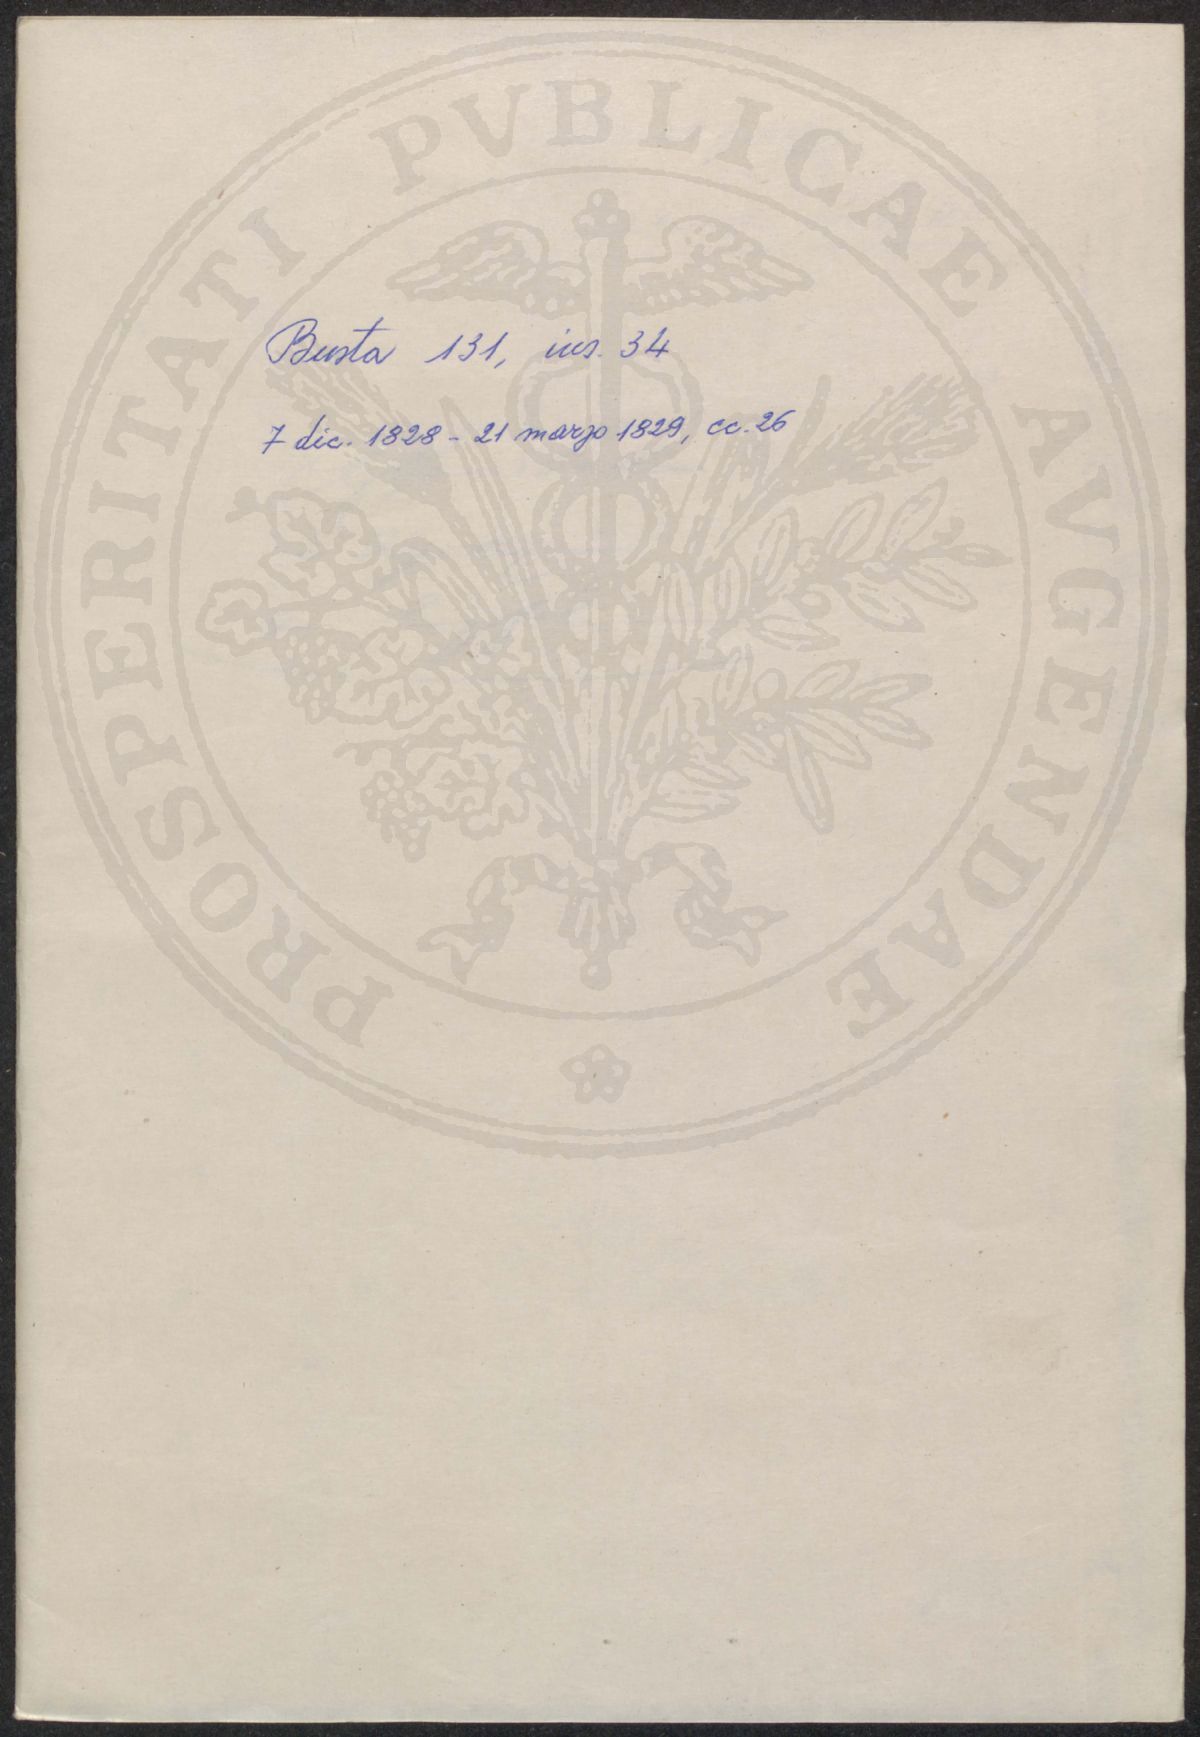 PROSPERITATI PVBLICAE AVGENDAE
Busta 131, ins. 34
7 dic. 1828 - 21 marzo 1829, cc. 26